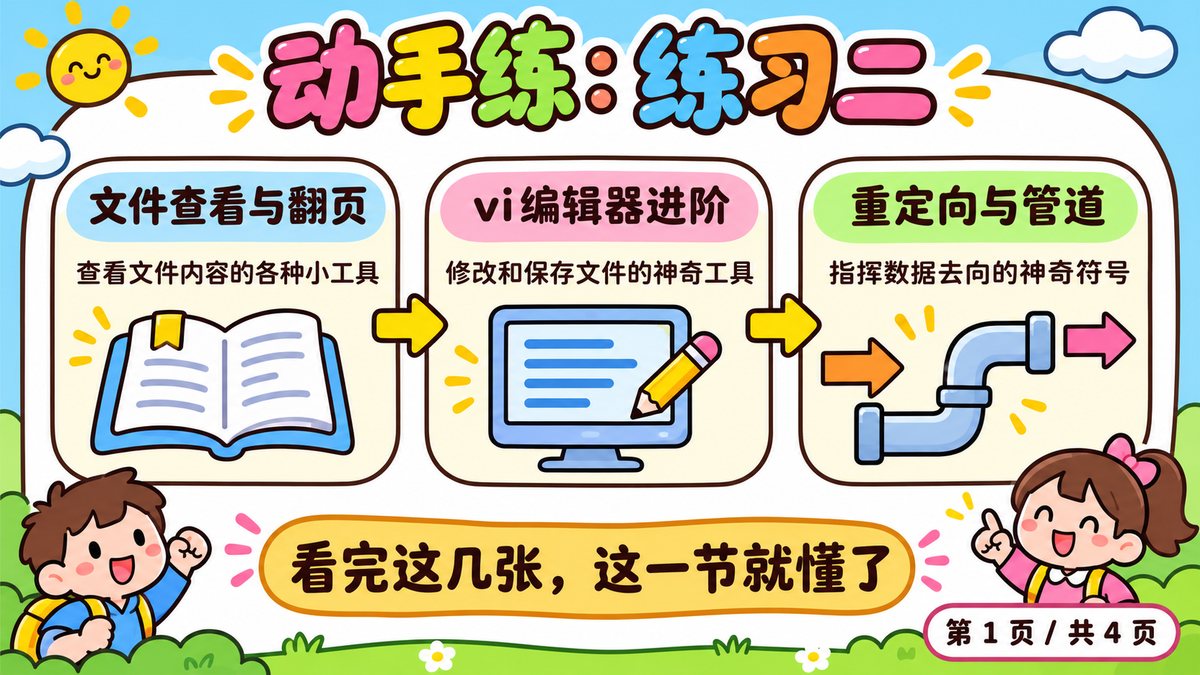 动手练：练习二
文件查看与翻页
查看文件内容的各种小工具
vi编辑器进阶
修改和保存文件的神奇工具
重定向与管道
指挥数据去向的神奇符号
看完这几张，这一节就懂了
第 1 页 / 共 4 页